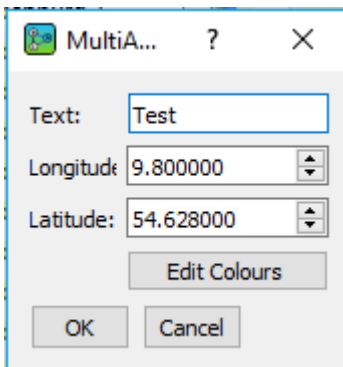 MultiA... ?
Text: Test
Longitude 9.800000
Latitude: 54.628000
Edit Colours
OK Cancel